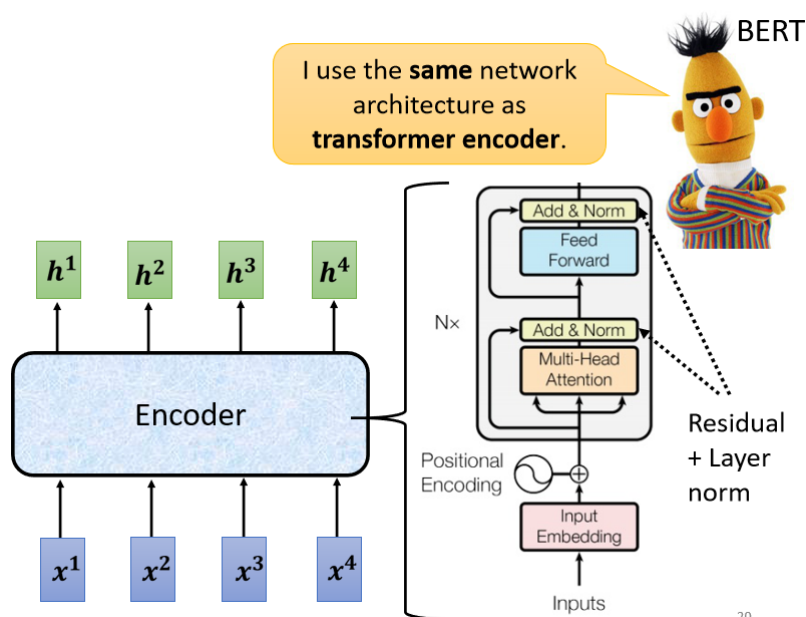 BERT
I use the same network
architecture as
transformer encoder.
h¹
h²
h³
h⁴
Encoder
x¹
x²
x³
x⁴
Add & Norm
Feed
Forward
N×
Add & Norm
Multi-Head
Attention
Positional
Encoding
Input
Embedding
Inputs
Residual
+ Layer
norm
20